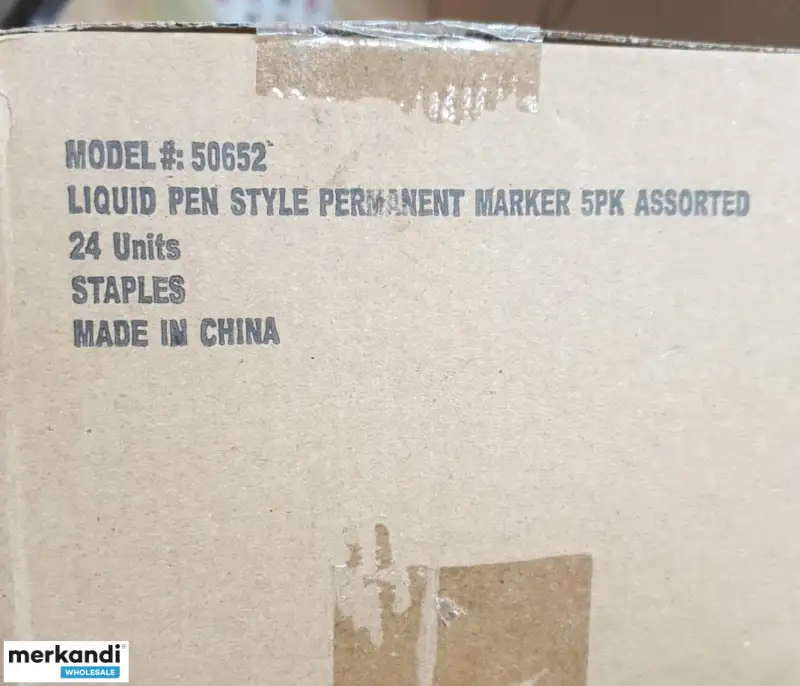 MODEL #: 50652
LIQUID PEN STYLE PERMANENT MARKER 5PK ASSORTED
24 Units
STAPLES
MADE IN CHINA
merkandi
WHOLESALE